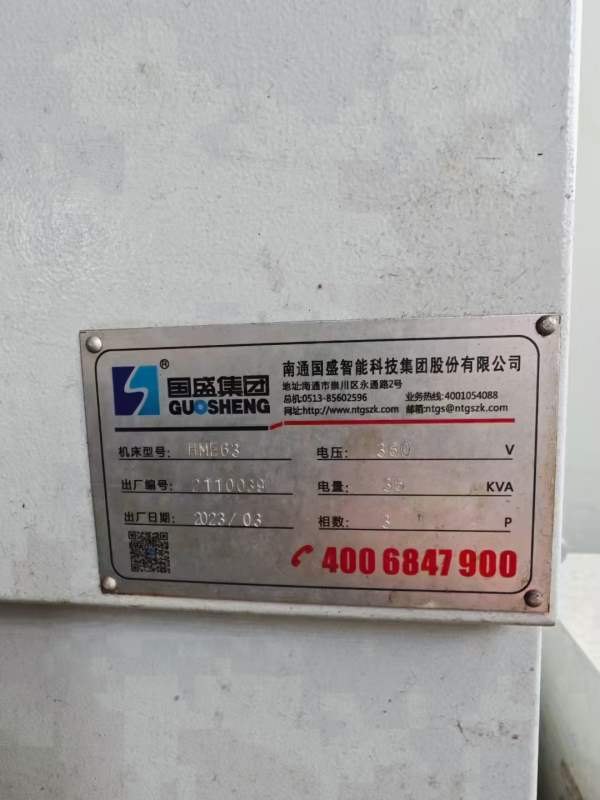 国盛集团®
GUOSHENG
南通国盛智能科技集团股份有限公司
地址:南通市崇川区永通路2号
总机:0513-85602596 业务热线:4001054088
网址:http://www.ntgszk.com 邮箱:ntgs@ntgszk.com
机床型号: HME63 电压: V
出厂编号: 2110039 电量: KVA
出厂日期: 2023/03 相数: 3 P
400 6847 900